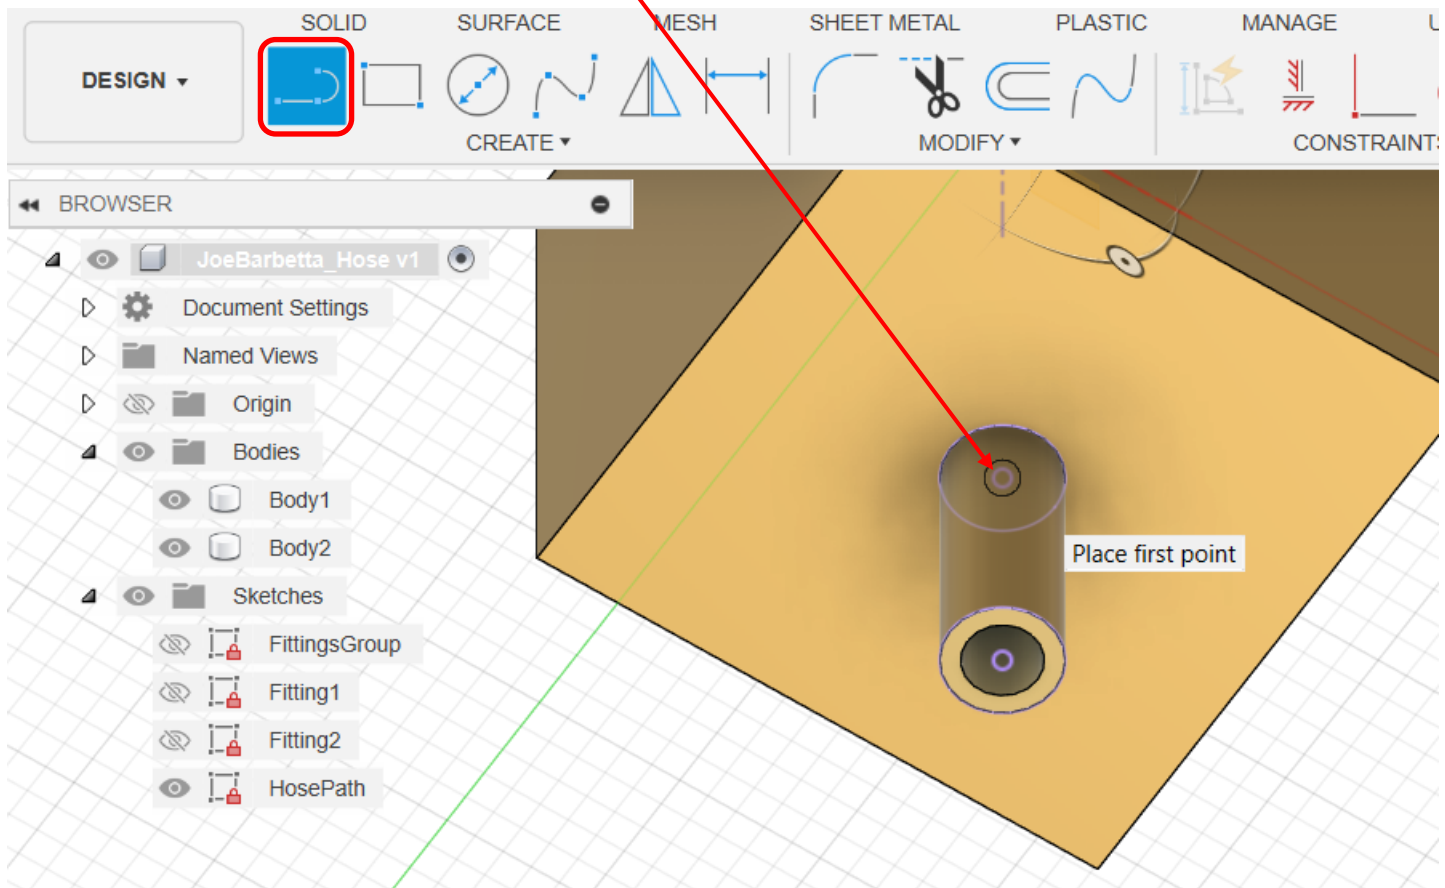 SOLID SURFACE MESH SHEET METAL PLASTIC MANAGE U
DESIGN
CREATE MODIFY CONSTRAINTS
BROWSER
JoeBarbetta_Hose v1
Document Settings
Named Views
Origin
Bodies
Body1
Body2
Place first point
Sketches
FittingsGroup
Fitting1
Fitting2
HosePath